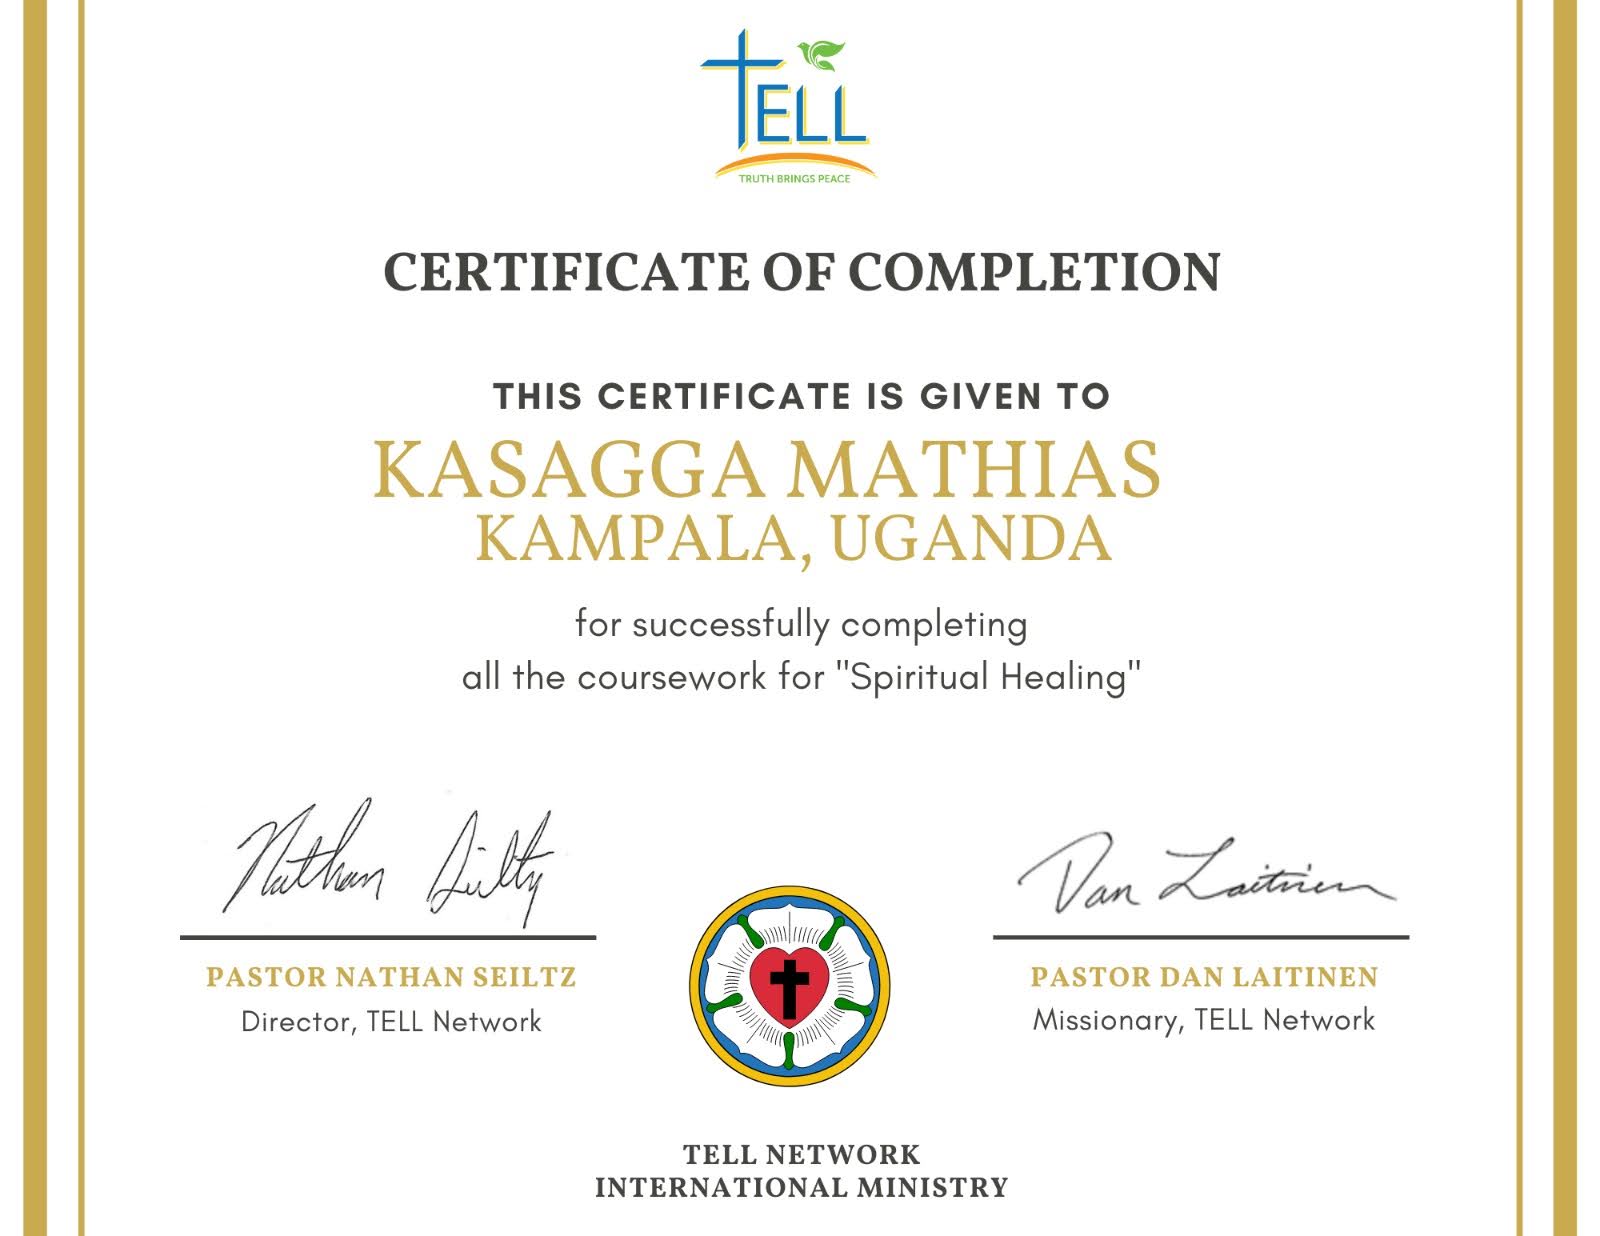 TELL
TRUTH BRINGS PEACE
CERTIFICATE OF COMPLETION
THIS CERTIFICATE IS GIVEN TO
KASAGGA MATHIAS
KAMPALA, UGANDA
for successfully completing
all the coursework for "Spiritual Healing"
Nathan Seiltz
Dan Laitinen
PASTOR NATHAN SEILTZ
Director, TELL Network
PASTOR DAN LAITINEN
Missionary, TELL Network
TELL NETWORK
INTERNATIONAL MINISTRY